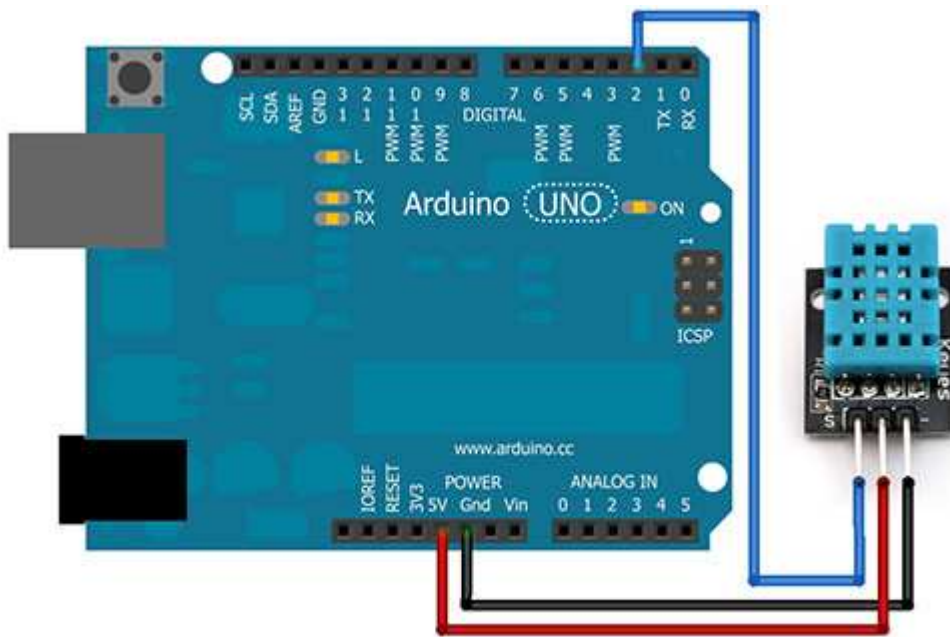 SCL
SDA
AREF
GND
13
12
11
PWM
10
PWM
9
PWM
8
DIGITAL
7
6
PWM
5
PWM
4
3
PWM
2
1
TX
0
RX
L
TX
RX
Arduino UNO
ON
1
ICSP
Keyes
S
-
www.arduino.cc
POWER
ANALOG IN
IOREF
RESET
3V3
5V
Gnd
Vin
0 1 2 3 4 5